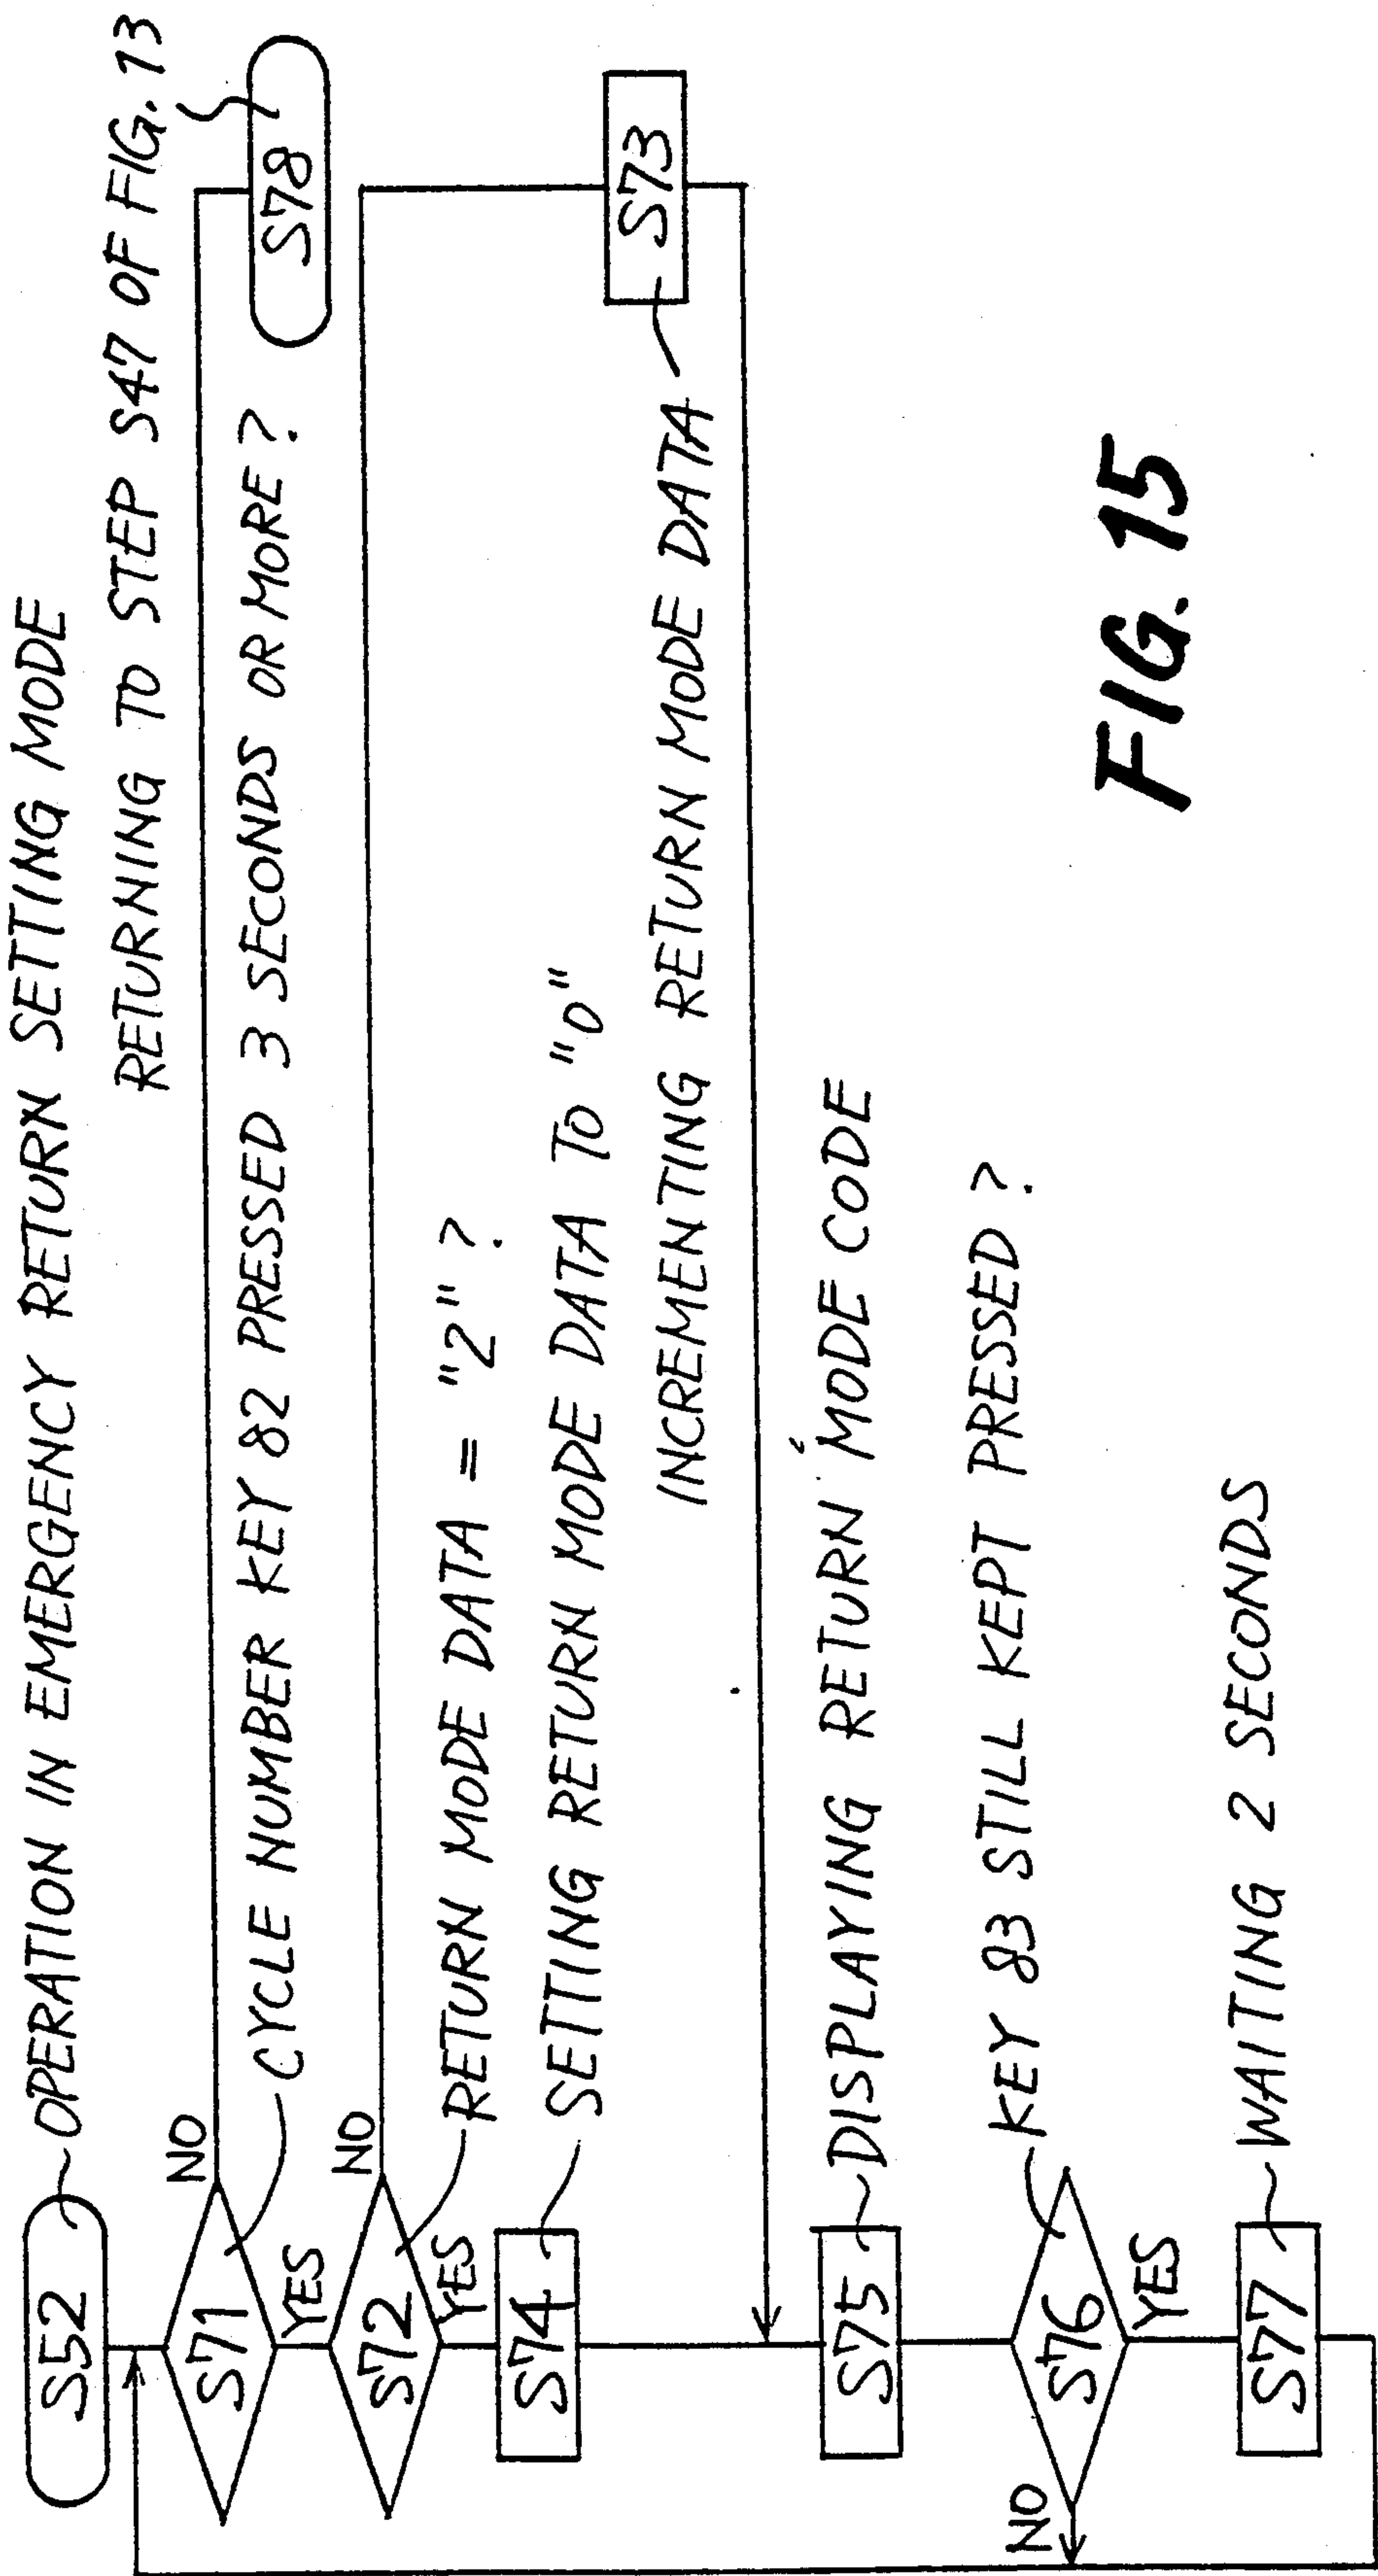 S52
OPERATION IN EMERGENCY RETURN SETTING MODE
RETURNING TO STEP S47 OF FIG. 13
S71
NO
YES
CYCLE NUMBER KEY 82 PRESSED 3 SECONDS OR MORE?
S78
S72
NO
YES
RETURN MODE DATA = "2" ?
S74
SETTING RETURN MODE DATA TO "0"
INCREMENTING RETURN MODE DATA
S73
S75
DISPLAYING RETURN MODE CODE
S76
NO
YES
KEY 83 STILL KEPT PRESSED ?
S77
WAITING 2 SECONDS
FIG. 15